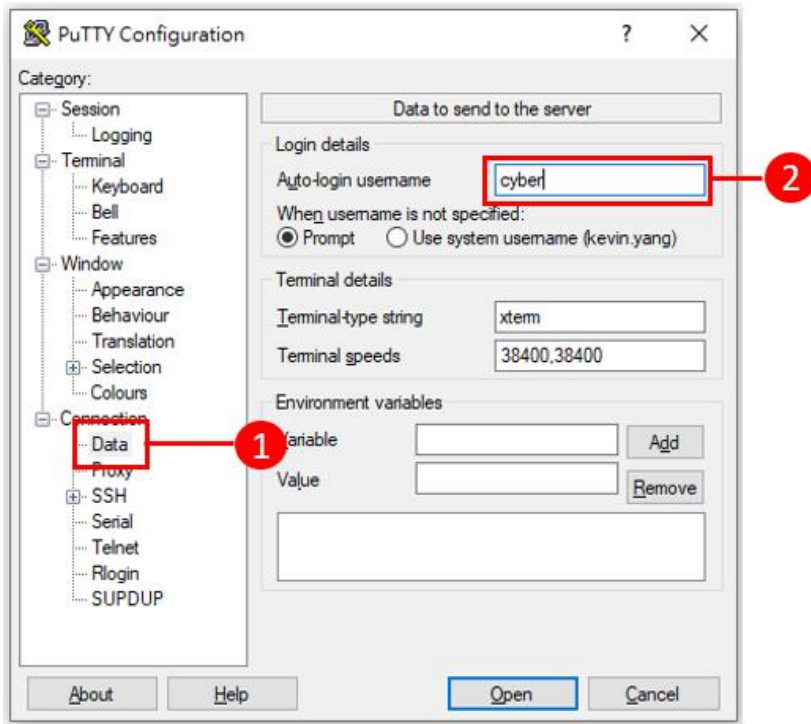 PuTTY Configuration
?
Category:
Session
Logging
Terminal
Keyboard
Bell
Features
Window
Appearance
Behaviour
Translation
Selection
Colours
Connection
Data
Proxy
SSH
Serial
Telnet
Rlogin
SUPDUP
1
Data to send to the server
Login details
Auto-login username cyber
2
When username is not specified:
Prompt Use system username (kevin.yang)
Terminal details
Terminal-type string xterm
Terminal speeds 38400,38400
Environment variables
Variable Add
Value Remove
About Help Open Cancel